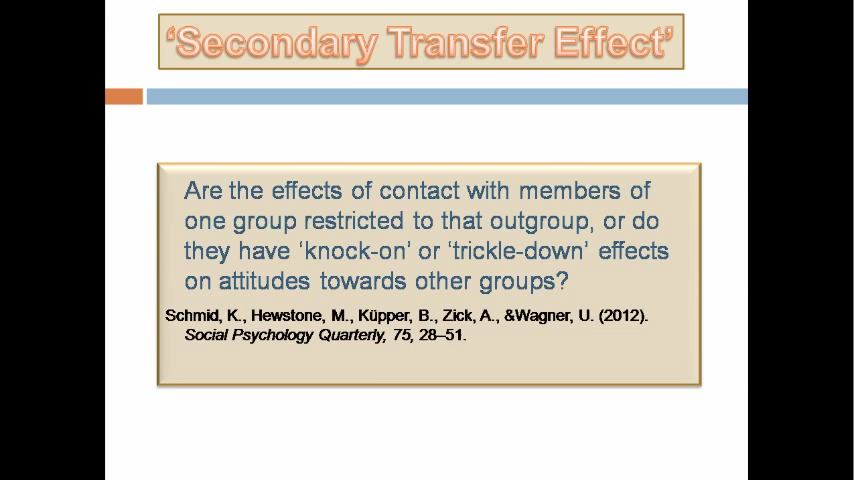 ‘Secondary Transfer Effect’
Are the effects of contact with members of
one group restricted to that outgroup, or do
they have ‘knock-on’ or ‘trickle-down’ effects
on attitudes towards other groups?
Schmid, K., Hewstone, M., Küpper, B., Zick, A., &Wagner, U. (2012).
Social Psychology Quarterly, 75, 28–51.